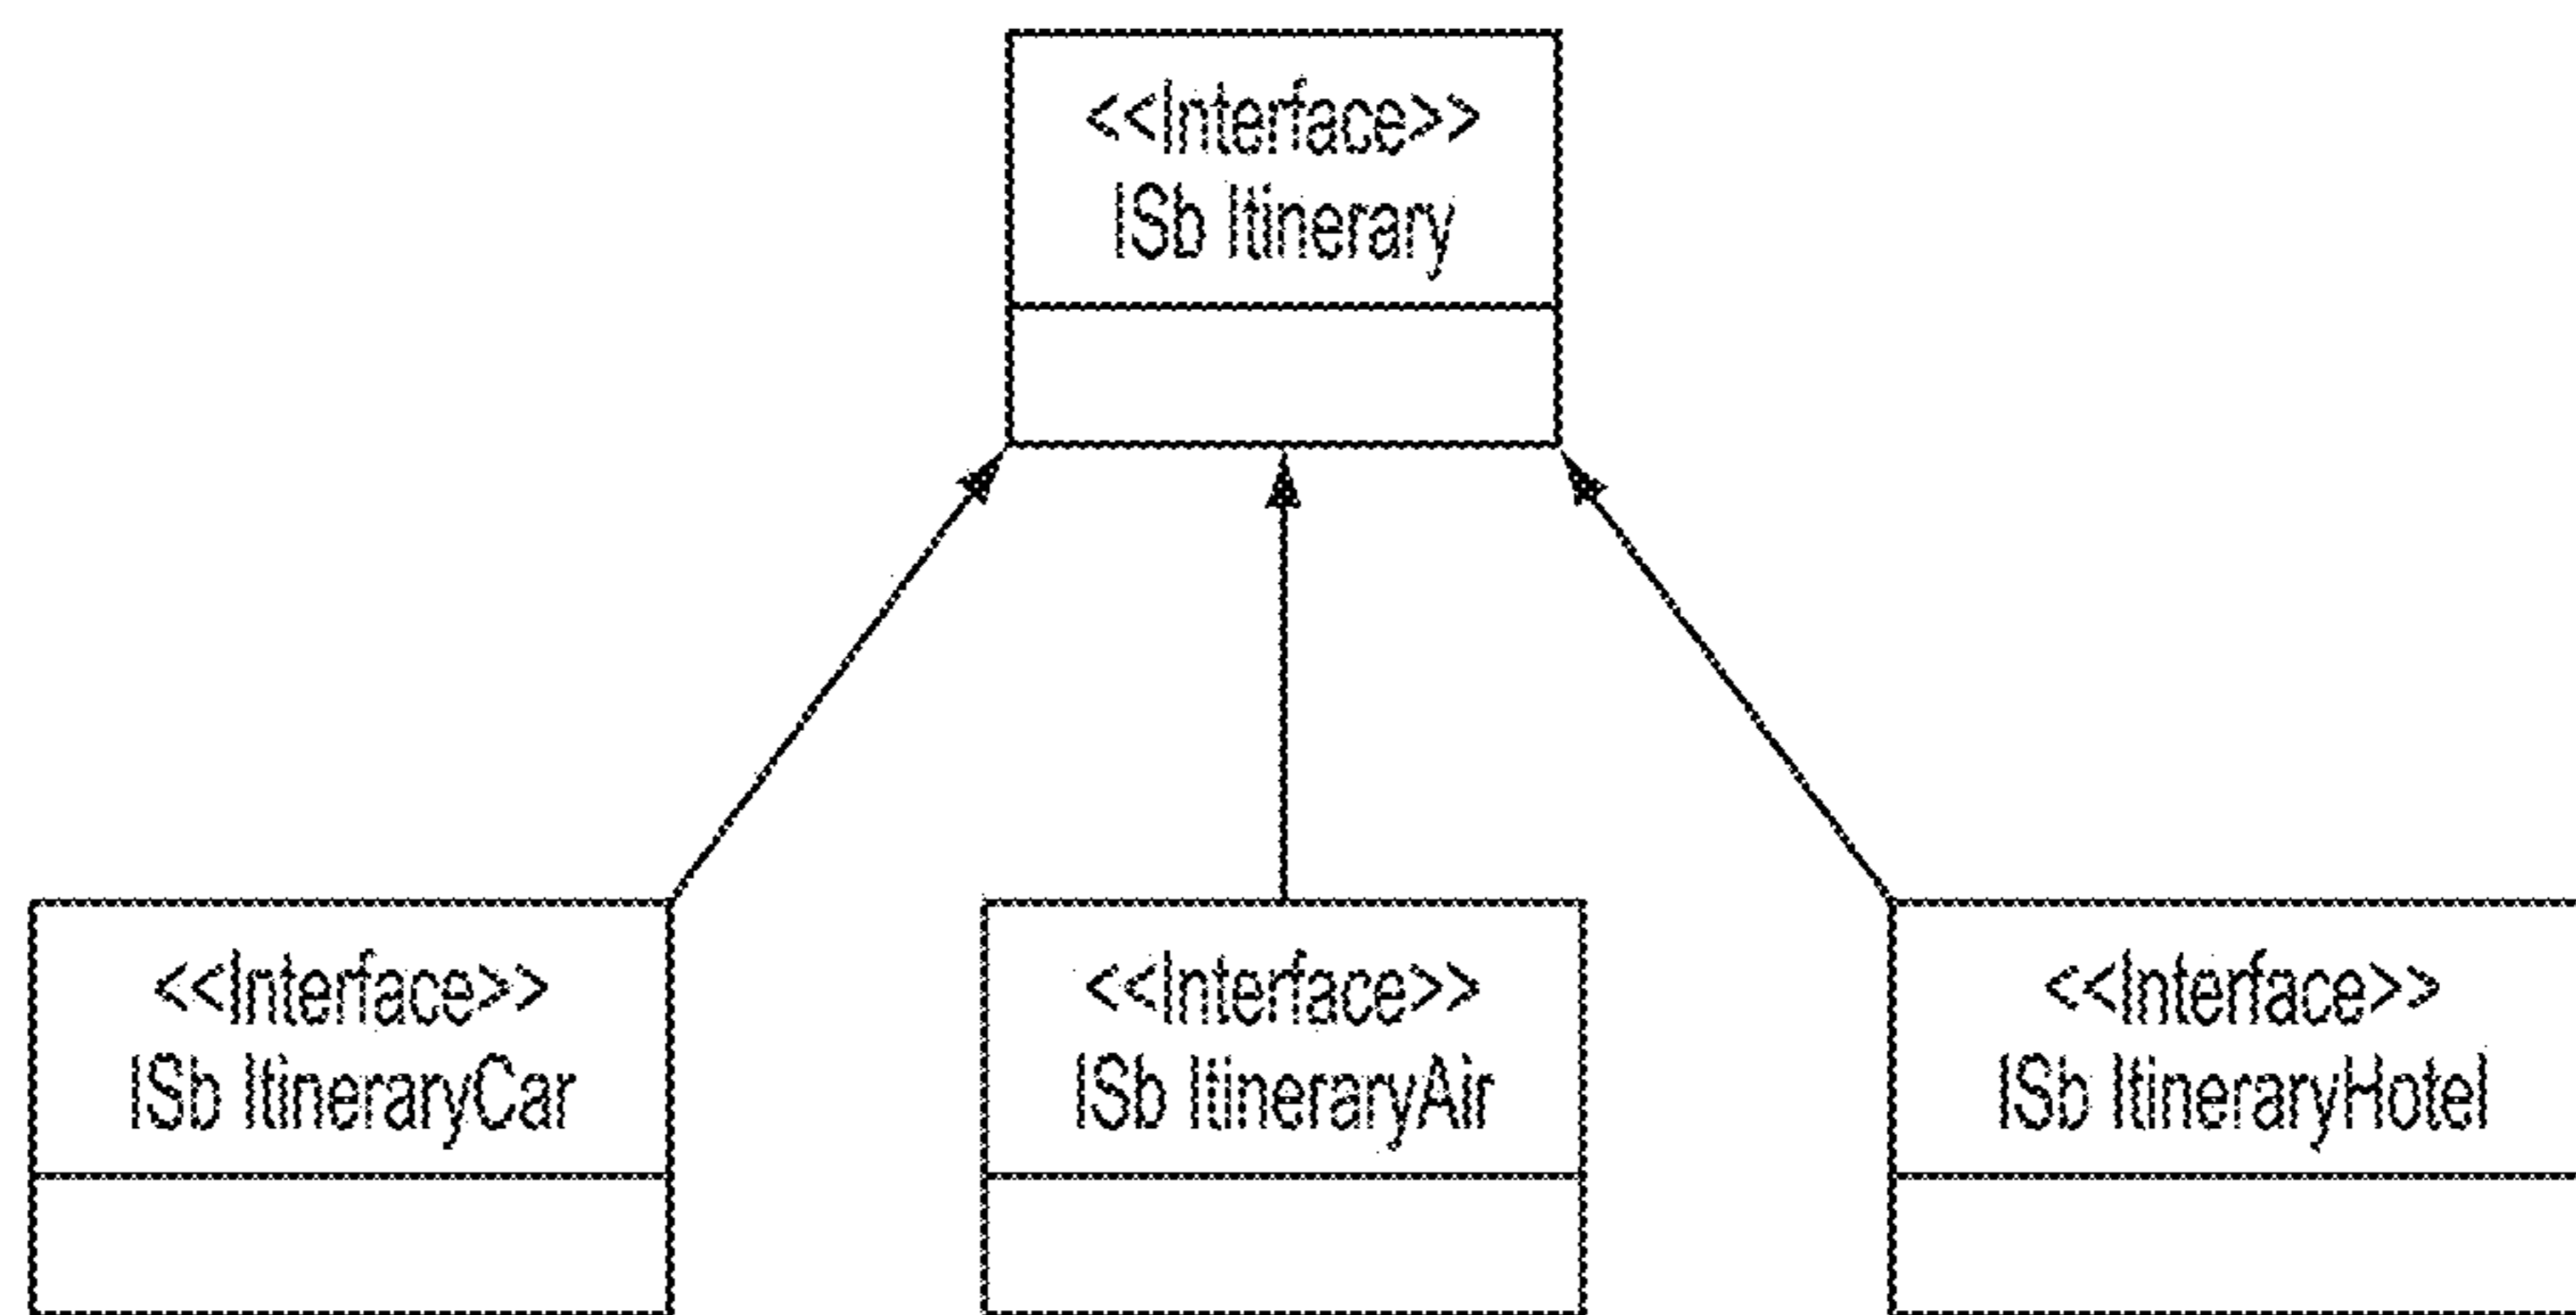 <<Interface>>
ISb Itinerary
<<Interface>>
ISb ItineraryCar
<<Interface>>
ISb ItineraryAir
<<Interface>>
ISb ItineraryHotel